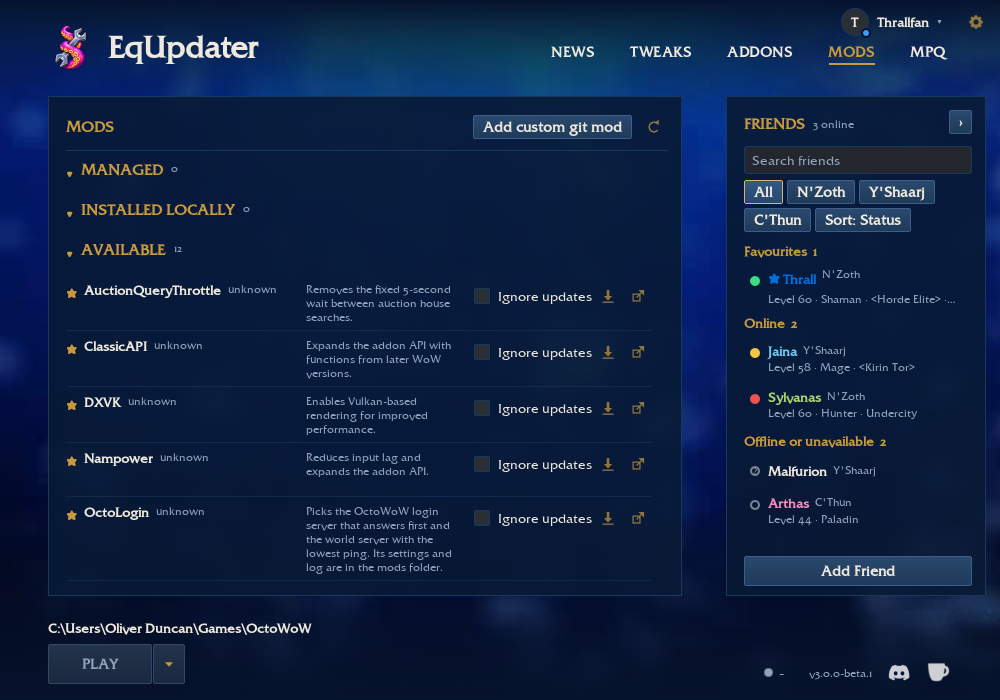 T Thrallfan
EqUpdater
NEWS TWEAKS ADDONS MODS MPQ
MODS
Add custom git mod
MANAGED 0
INSTALLED LOCALLY 0
AVAILABLE 12
AuctionQueryThrottle unknown
Removes the fixed 5-second
wait between auction house
searches.
Ignore updates
ClassicAPI unknown
Expands the addon API with
functions from later WoW
versions.
Ignore updates
DXVK unknown
Enables Vulkan-based
rendering for improved
performance.
Ignore updates
Nampower unknown
Reduces input lag and
expands the addon API.
Ignore updates
OctoLogin unknown
Picks the OctoWoW login
server that answers first and
the world server with the
lowest ping. Its settings and
log are in the mods folder.
Ignore updates
FRIENDS 3 online ›
Search friends
All N'Zoth Y'Shaarj
C'Thun Sort: Status
Favourites 1
Thrall N'Zoth
Level 60 · Shaman · <Horde Elite> ·...
Online 2
Jaina Y'Shaarj
Level 58 · Mage · <Kirin Tor>
Sylvanas N'Zoth
Level 60 · Hunter · Undercity
Offline or unavailable 2
Malfurion Y'Shaarj
Arthas C'Thun
Level 44 · Paladin
Add Friend
C:\Users\Oliver Duncan\Games\OctoWoW
PLAY
– v3.0.0-beta.1